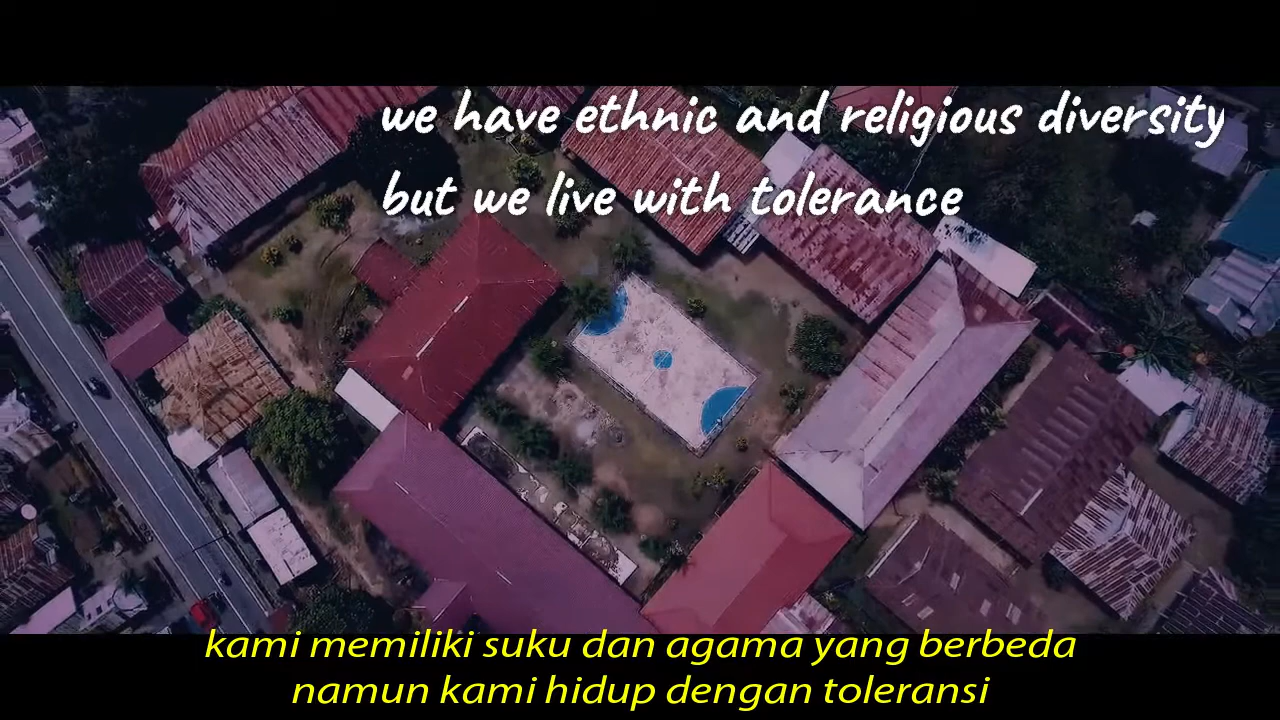 we have ethnic and religious diversity
but we live with tolerance
kami memiliki suku dan agama yang berbeda
namun kami hidup dengan toleransi